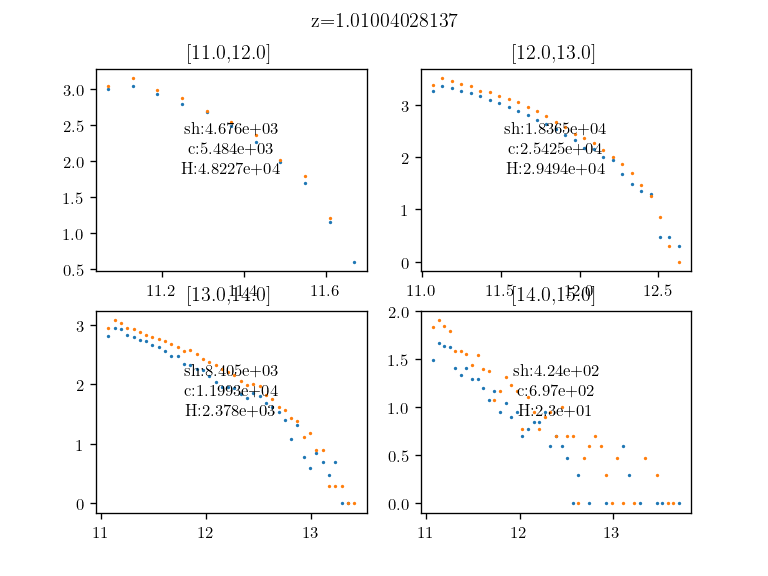 z=1.01004028137
[11.0,12.0]
3.0
2.5
2.0
1.5
1.0
0.5
sh:4.676e+03
c:5.484e+03
H:4.8227e+04
11.2 11.4 11.6
[12.0,13.0]
3
2
1
0
sh:1.8365e+04
c:2.5425e+04
H:2.9494e+04
11.0 11.5 12.0 12.5
[13.0,14.0]
3
2
1
0
sh:8.405e+03
c:1.1993e+04
H:2.378e+03
11 12 13
[14.0,15.0]
2.0
1.5
1.0
0.5
0.0
sh:4.24e+02
c:6.97e+02
H:2.3e+01
11 12 13